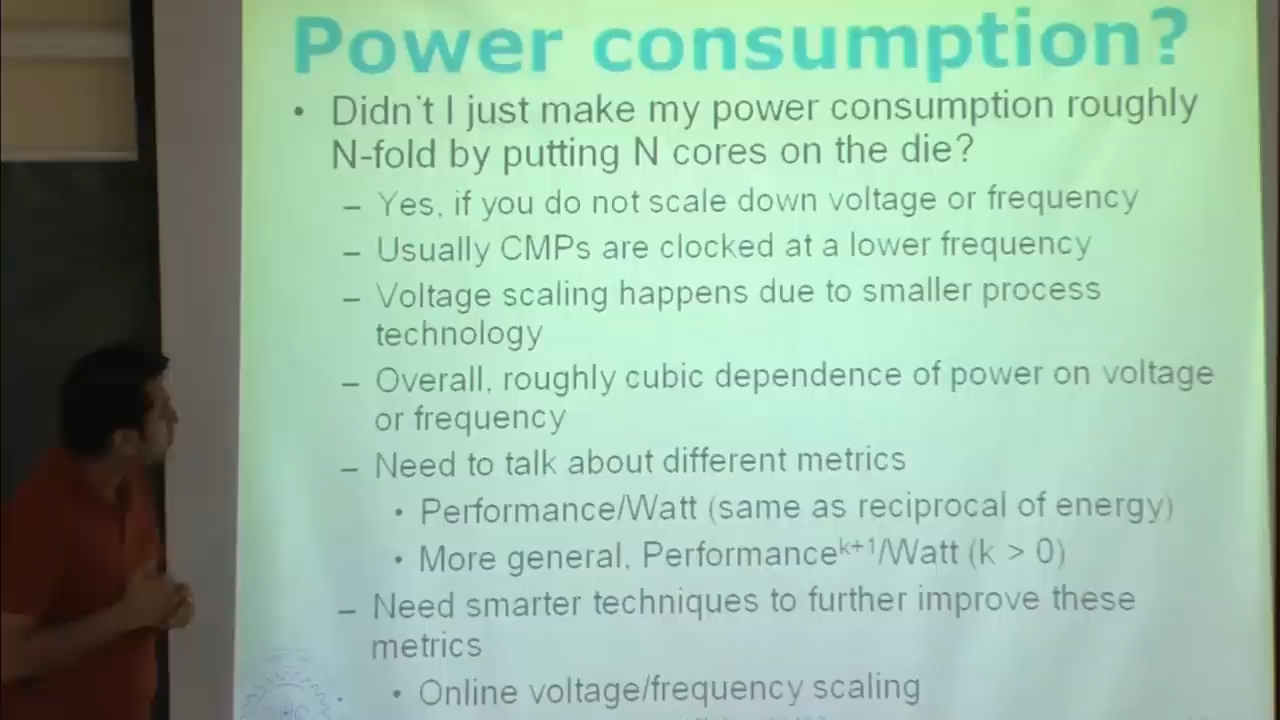 Power consumption?
• Didn't I just make my power consumption roughly
N-fold by putting N cores on the die?
– Yes, if you do not scale down voltage or frequency
– Usually CMPs are clocked at a lower frequency
– Voltage scaling happens due to smaller process
technology
– Overall, roughly cubic dependence of power on voltage
or frequency
– Need to talk about different metrics
• Performance/Watt (same as reciprocal of energy)
• More general, Performanceᵏ⁺¹/Watt (k > 0)
– Need smarter techniques to further improve these
metrics
• Online voltage/frequency scaling